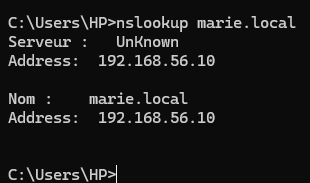 C:\Users\HP>nslookup marie.local
Serveur :   UnKnown
Address:  192.168.56.10
Nom :    marie.local
Address:  192.168.56.10
C:\Users\HP>